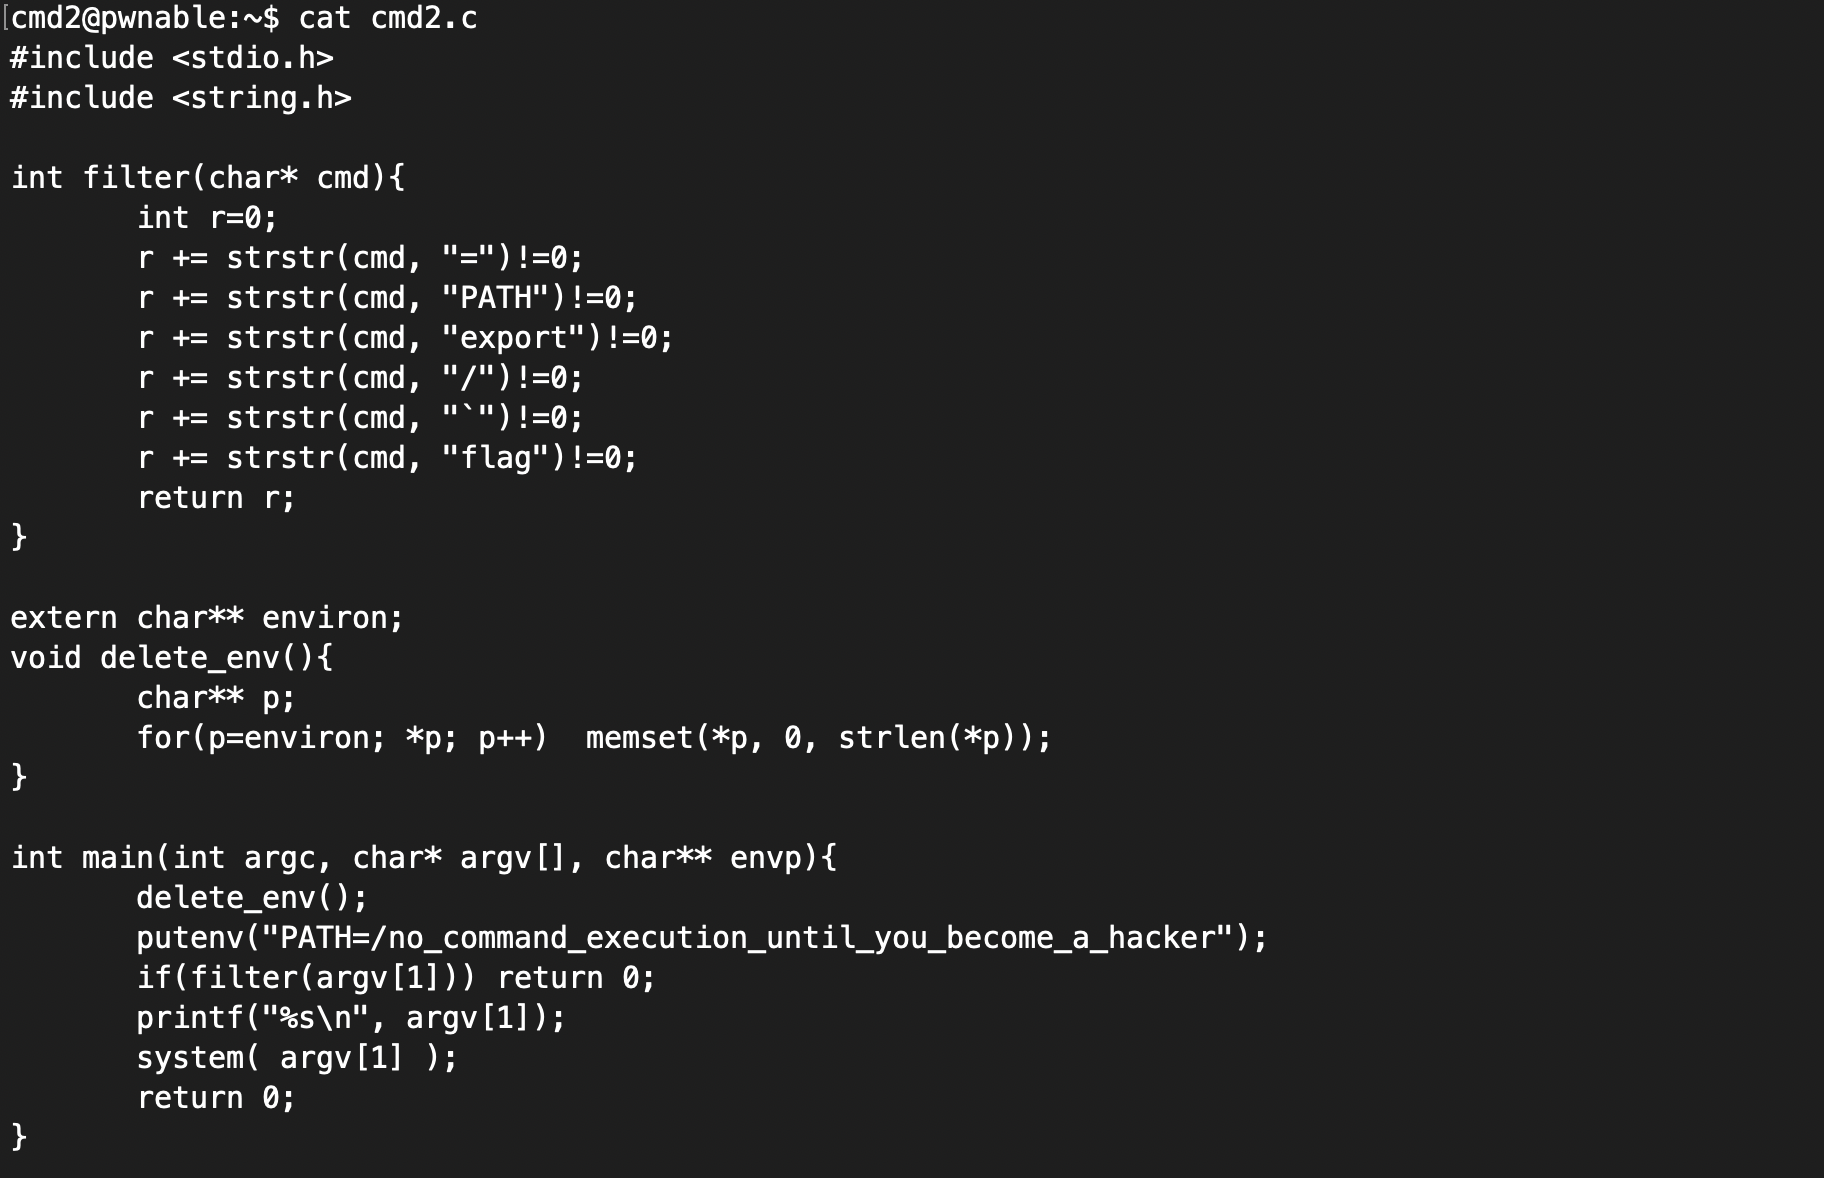 [cmd2@pwnable:~$ cat cmd2.c
#include <stdio.h>
#include <string.h>

int filter(char* cmd){
        int r=0;
        r += strstr(cmd, "=")!=0;
        r += strstr(cmd, "PATH")!=0;
        r += strstr(cmd, "export")!=0;
        r += strstr(cmd, "/")!=0;
        r += strstr(cmd, "`")!=0;
        r += strstr(cmd, "flag")!=0;
        return r;
}

extern char** environ;
void delete_env(){
        char** p;
        for(p=environ; *p; p++)  memset(*p, 0, strlen(*p));
}

int main(int argc, char* argv[], char** envp){
        delete_env();
        putenv("PATH=/no_command_execution_until_you_become_a_hacker");
        if(filter(argv[1])) return 0;
        printf("%s\n", argv[1]);
        system( argv[1] );
        return 0;
}